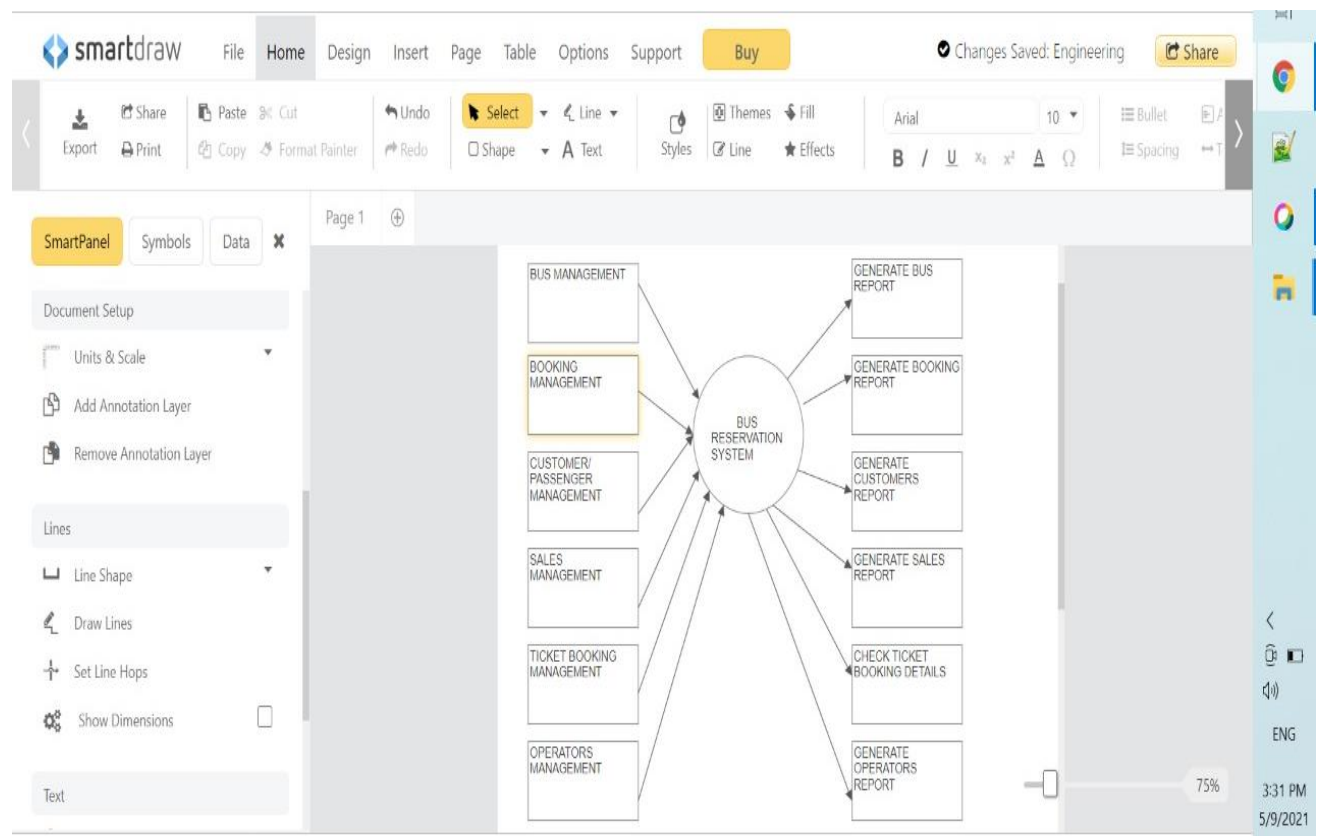 smartdraw File Home Design Insert Page Table Options Support Buy Changes Saved: Engineering Share
Share Paste Cut Undo Select Line Themes Fill Arial 10 Bullet
Export Print Copy Format Painter Redo Shape A Text Styles Line Effects B I U X₂ X² A Ω Spacing
Page 1
SmartPanel Symbols Data
Document Setup
Units & Scale
Add Annotation Layer
Remove Annotation Layer
Lines
Line Shape
Draw Lines
Set Line Hops
Show Dimensions
Text
BUS MANAGEMENT
BOOKING
MANAGEMENT
CUSTOMER/
PASSENGER
MANAGEMENT
SALES
MANAGEMENT
TICKET BOOKING
MANAGEMENT
OPERATORS
MANAGEMENT
BUS
RESERVATION
SYSTEM
GENERATE BUS
REPORT
GENERATE BOOKING
REPORT
GENERATE
CUSTOMERS
REPORT
GENERATE SALES
REPORT
CHECK TICKET
BOOKING DETAILS
GENERATE
OPERATORS
REPORT
75%
ENG
3:31 PM
5/9/2021